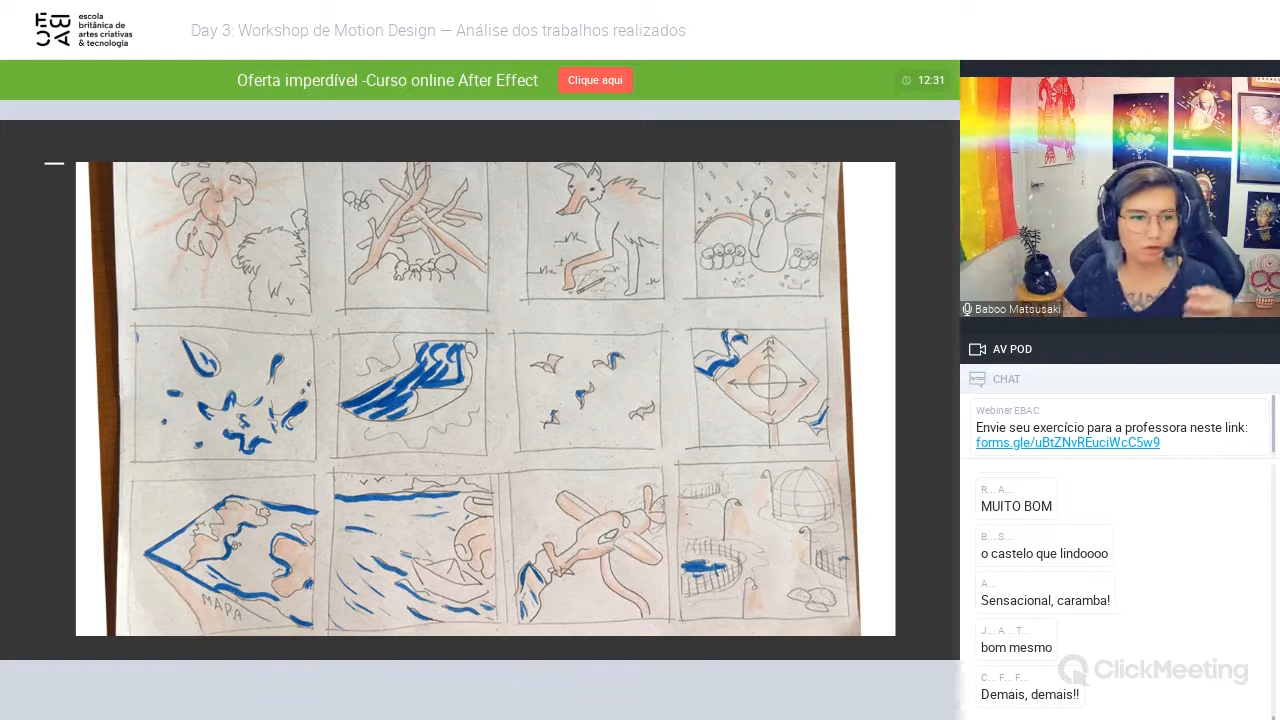 EBAC
escola
britânica de
artes criativas
& tecnologia
Day 3: Workshop de Motion Design — Análise dos trabalhos realizados
Oferta imperdível -Curso online After Effect
Clique aqui
12:31
N
MAPA
Baboo Matsusaki
AV POD
CHAT
Webinar EBAC
Envie seu exercício para a professora neste link:
forms.gle/uBtZNvREuciWcC5w9
R... A...
MUITO BOM
B... S...
o castelo que lindoooo
A...
Sensacional, caramba!
J... A... T...
bom mesmo
C... F... F...
Demais, demais!!
ClickMeeting